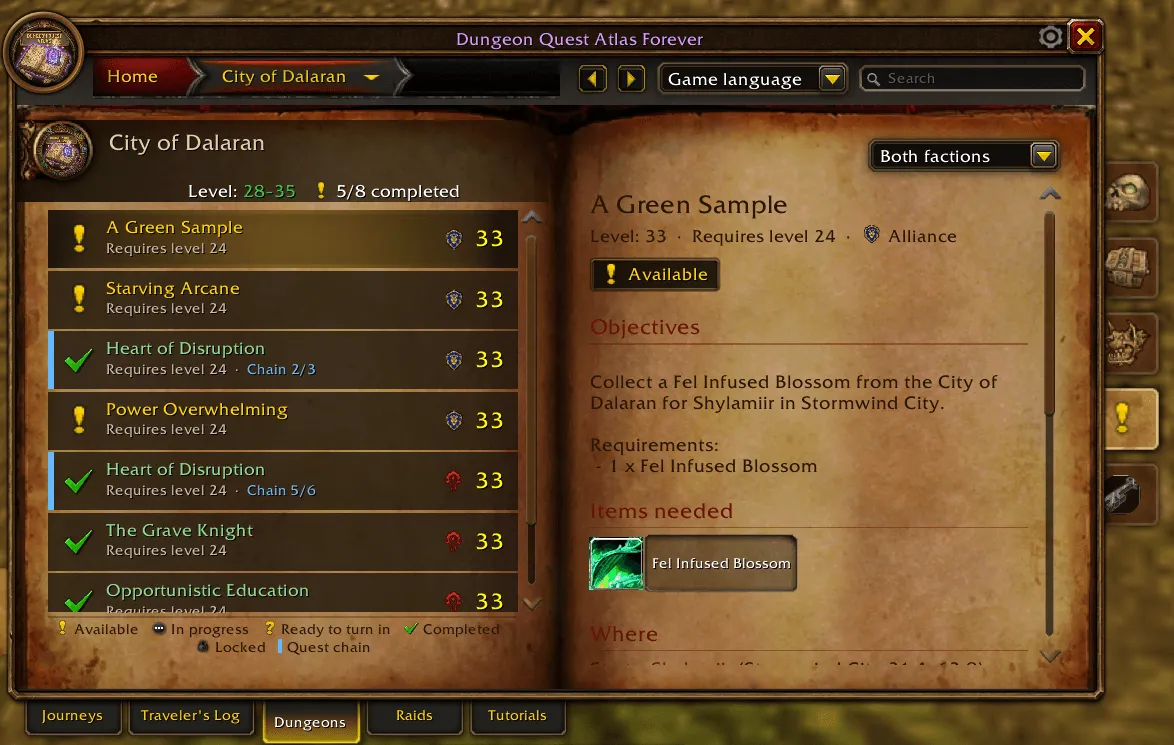 Dungeon Quest Atlas Forever
Home
City of Dalaran
Game language
Search
City of Dalaran
Level: 28-35
5/8 completed
A Green Sample
Requires level 24
33
Starving Arcane
Requires level 24
33
Heart of Disruption
Requires level 24 · Chain 2/3
33
Power Overwhelming
Requires level 24
33
Heart of Disruption
Requires level 24 · Chain 5/6
33
The Grave Knight
Requires level 24
33
Opportunistic Education
Requires level 24
33
Available In progress Ready to turn in Completed
Locked Quest chain
Both factions
A Green Sample
Level: 33 · Requires level 24 · Alliance
Available
Objectives
Collect a Fel Infused Blossom from the City of
Dalaran for Shylamiir in Stormwind City.
Requirements:
- 1 x Fel Infused Blossom
Items needed
Fel Infused Blossom
Where
Journeys
Traveler's Log
Dungeons
Raids
Tutorials